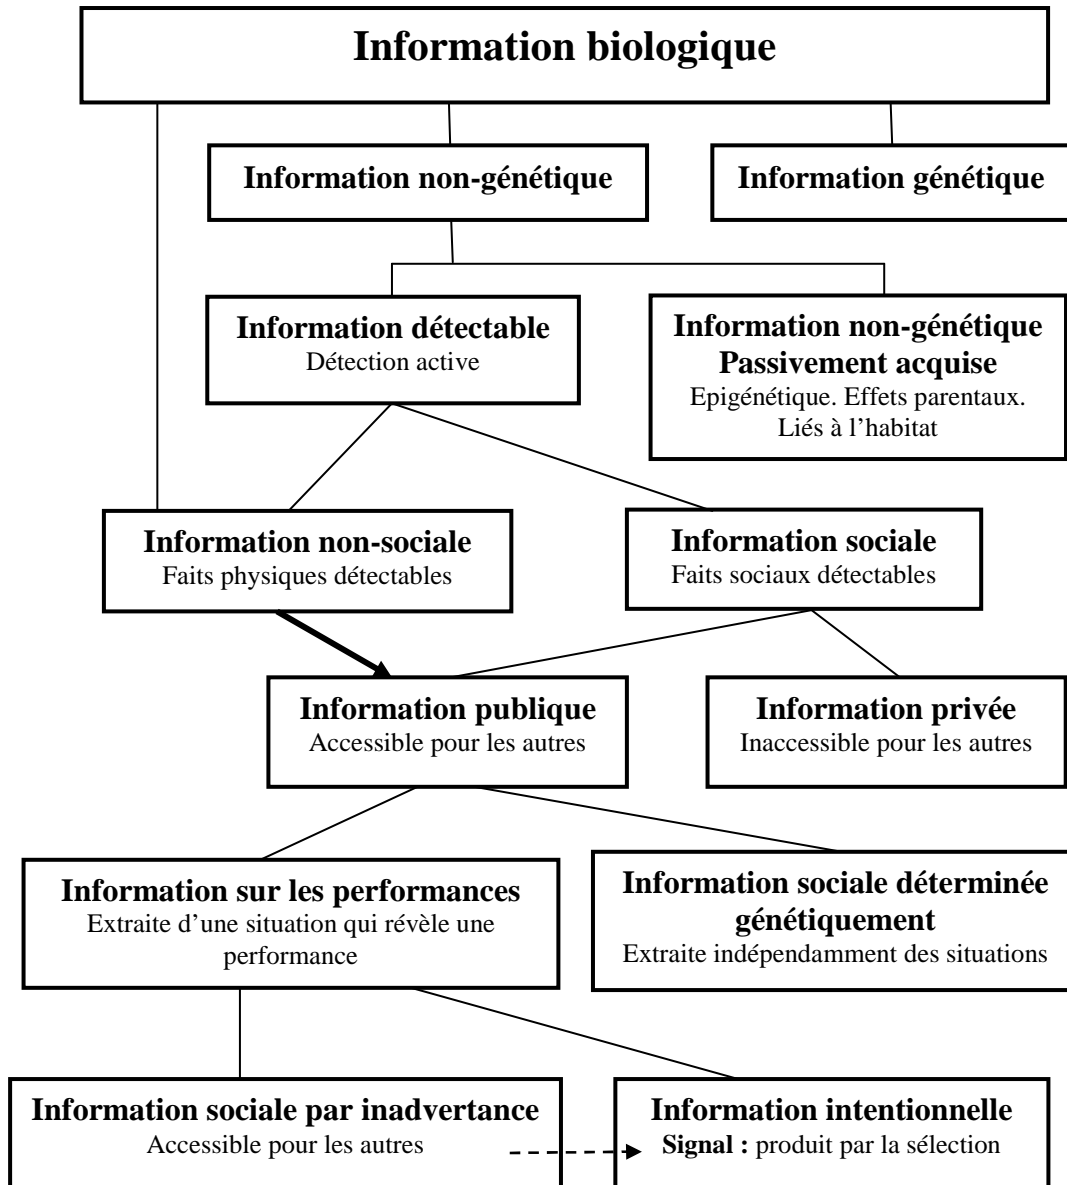 Information biologique
Information non-génétique
Information génétique
Information détectable
Détection active
Information non-génétique
Passivement acquise
Epigénétique. Effets parentaux.
Liés à l’habitat
Information non-sociale
Faits physiques détectables
Information sociale
Faits sociaux détectables
Information publique
Accessible pour les autres
Information privée
Inaccessible pour les autres
Information sur les performances
Extraite d’une situation qui révèle une
performance
Information sociale déterminée
génétiquement
Extraite indépendamment des situations
Information sociale par inadvertance
Accessible pour les autres
Information intentionnelle
Signal : produit par la sélection